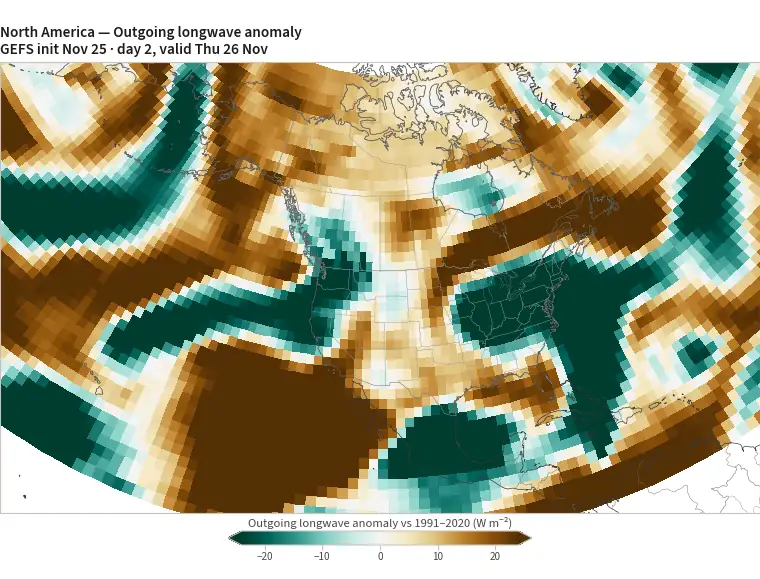 North America — Outgoing longwave anomaly
GEFS init Nov 25 · day 2, valid Thu 26 Nov
Outgoing longwave anomaly vs 1991–2020 (W m⁻²)
−20 −10 0 10 20